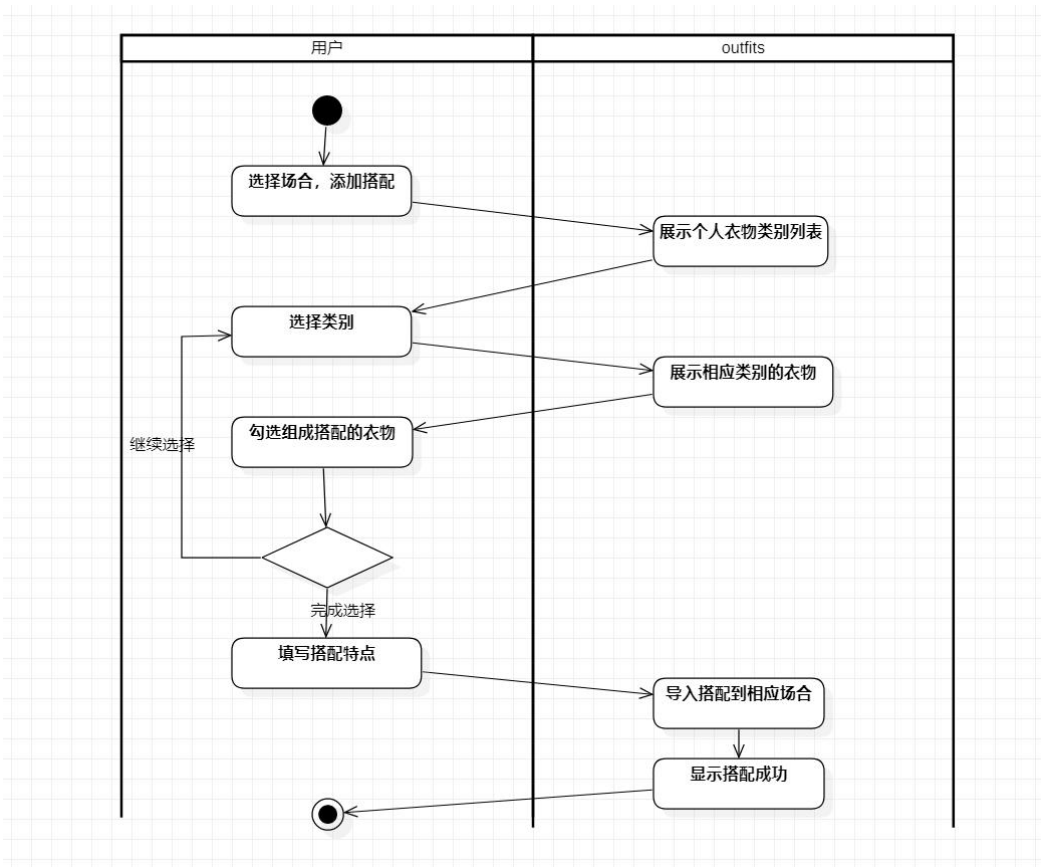 用户
outfits
选择场合，添加搭配
展示个人衣物类别列表
选择类别
展示相应类别的衣物
勾选组成搭配的衣物
继续选择
完成选择
填写搭配特点
导入搭配到相应场合
显示搭配成功